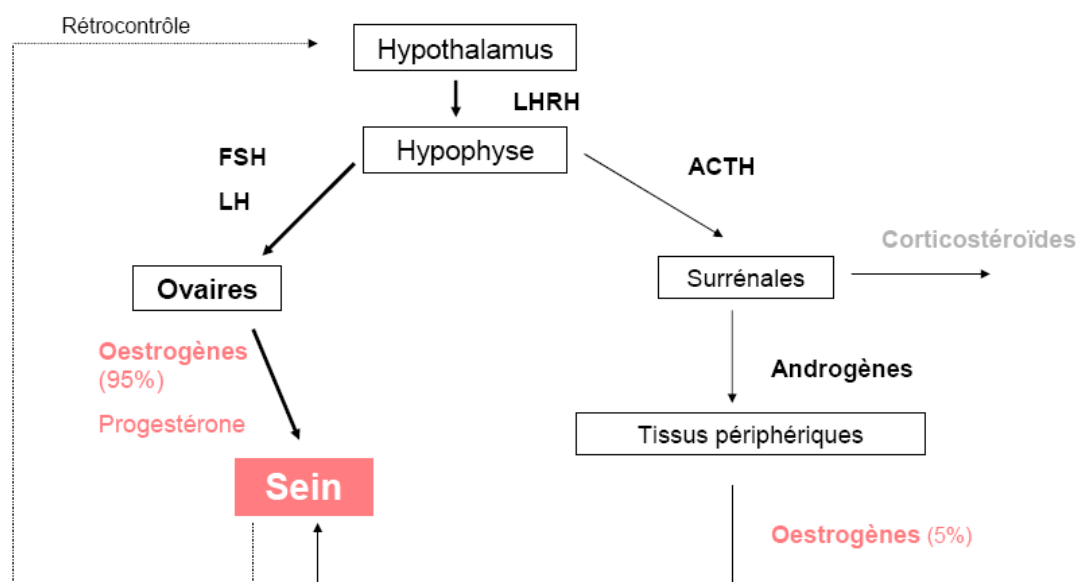 Rétrocontrôle
Hypothalamus
LHRH
Hypophyse
FSH
LH
ACTH
Corticostéroïdes
Ovaires
Surrénales
Oestrogènes
(95%)
Progestérone
Androgènes
Tissus périphériques
Sein
Oestrogènes (5%)